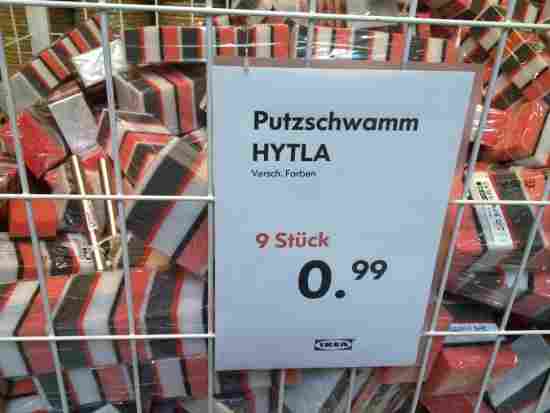 Putzschwamm
HYTLA
Versch. Farben
9 Stück
0.99
IKEA